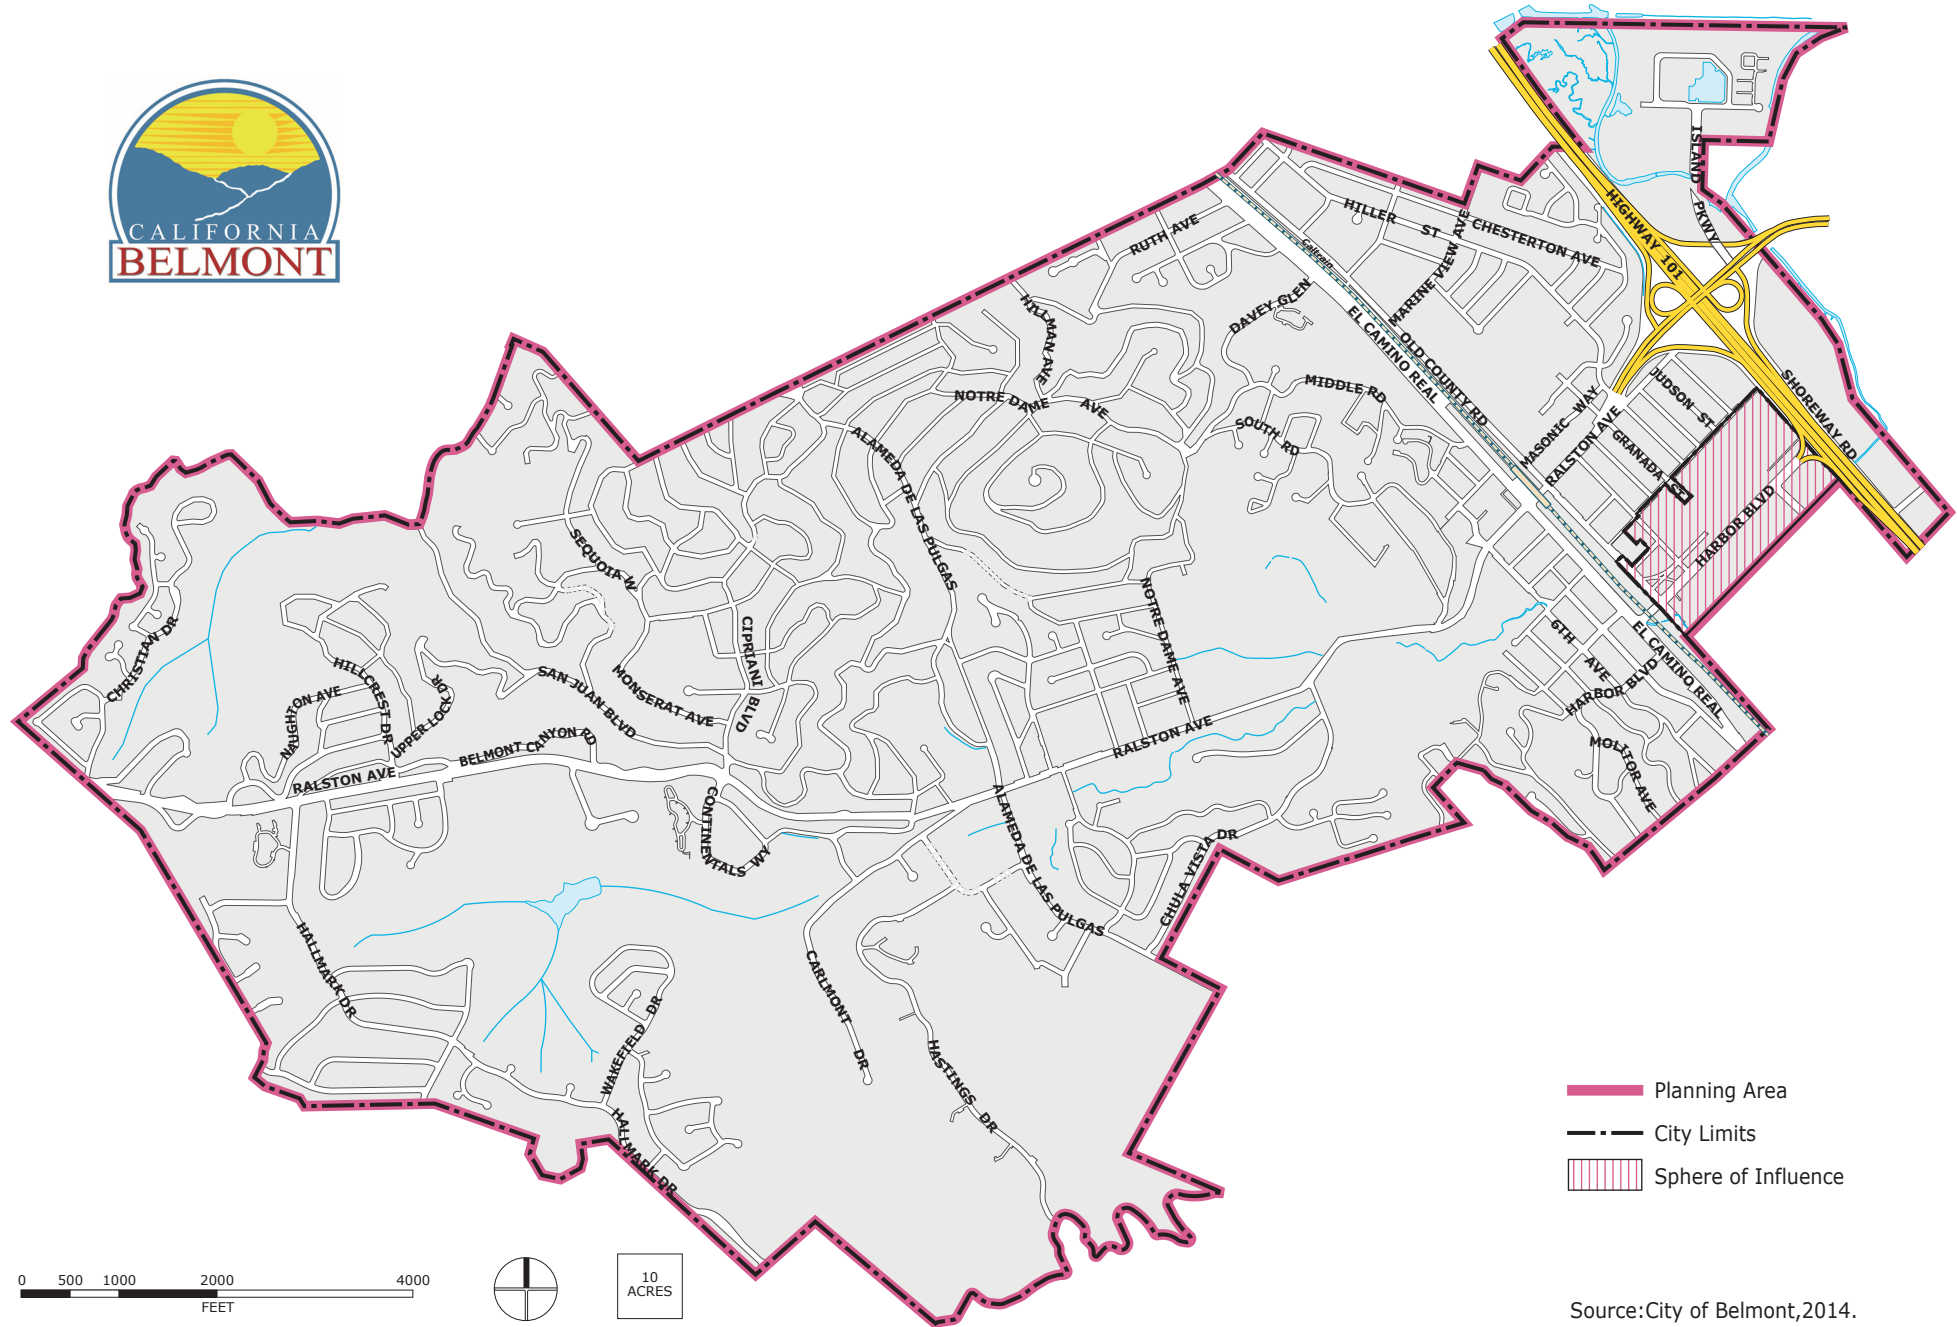 CALIFORNIA
BELMONT
ISLAND PKWY
HIGHWAY 101
HILLER ST
CHESTERTON AVE
MARINE VIEW AVE
RUTH AVE
Caltrain
DAVEY GLEN
HILLMAN AVE
EL CAMINO REAL
OLD COUNTY RD
MIDDLE RD
NOTRE DAME AVE
SOUTH RD
MASONIC WAY
RALSTON AVE
JUDSON ST
GRANADA ST
SHOREWAY RD
HARBOR BLVD
ALAMEDA DE LAS PULGAS
SEQUOIA W
CIPRIANI BLVD
NOTRE DAME AVE
CHRISTIAN DR
HILLCREST DR
NAUGHTON AVE
UPPER LOCK DR
SAN JUAN BLVD
MONSERAT AVE
BELMONT CANYON RD
RALSTON AVE
RALSTON AVE
6TH AVE
HARBOR BLVD
EL CAMINO REAL
MOLITOR AVE
CONTINENTALS WY
ALAMEDA DE LAS PULGAS
CHULA VISTA DR
HALLMARK DR
WAKEFIELD DR
CARLMONT DR
HASTINGS DR
HALLMARK DR
Planning Area
City Limits
Sphere of Influence
0 500 1000 2000 4000
FEET
10
ACRES
Source:City of Belmont,2014.